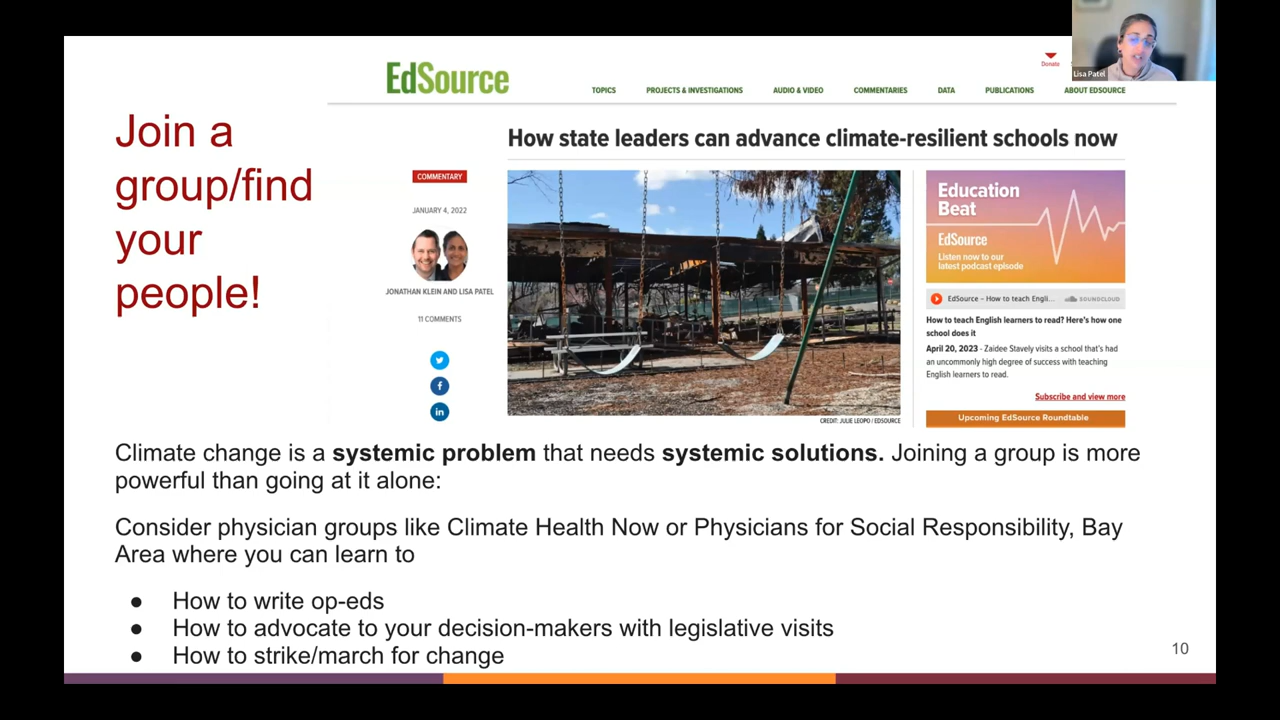 Lisa Patel
EdSource
Donate
TOPICS
PROJECTS & INVESTIGATIONS
AUDIO & VIDEO
COMMENTARIES
DATA
PUBLICATIONS
ABOUT EDSOURCE
Join a
group/find
your
people!
How state leaders can advance climate-resilient schools now
COMMENTARY
JANUARY 4, 2022
JONATHAN KLEIN AND LISA PATEL
11 COMMENTS
CREDIT: JULIE LEOPO / EDSOURCE
Education
Beat
EdSource
Listen now to our
latest podcast episode
EdSource – How to teach Engli...
SOUNDCLOUD
How to teach English learners to read? Here's how one
school does it
April 20, 2023 - Zaidee Stavely visits a school that's had
an uncommonly high degree of success with teaching
English learners to read.
Subscribe and view more
Upcoming EdSource Roundtable
Climate change is a systemic problem that needs systemic solutions. Joining a group is more
powerful than going at it alone:
Consider physician groups like Climate Health Now or Physicians for Social Responsibility, Bay
Area where you can learn to
● How to write op-eds
● How to advocate to your decision-makers with legislative visits
● How to strike/march for change
10